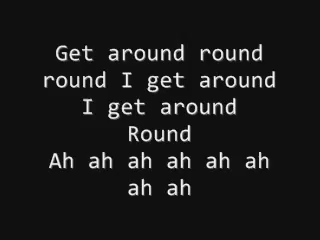 Get around round
round I get around
I get around
Round
Ah ah ah ah ah ah
ah ah